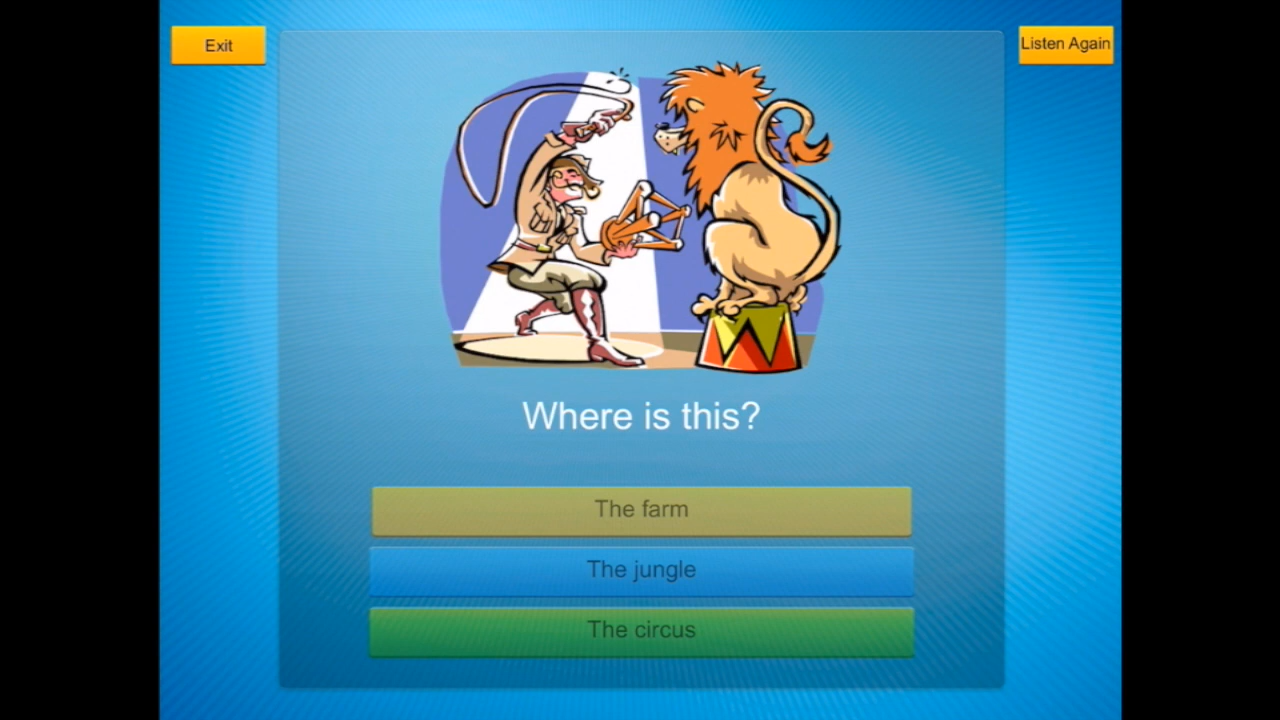 Exit
Listen Again
Where is this?
The farm
The jungle
The circus